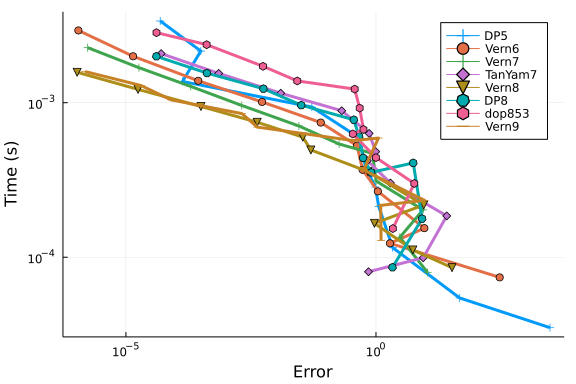 DP5
Vern6
Vern7
TanYam7
Vern8
DP8
dop853
Vern9
Time (s)
10⁻³
10⁻⁴
10⁻⁵
10⁰
Error